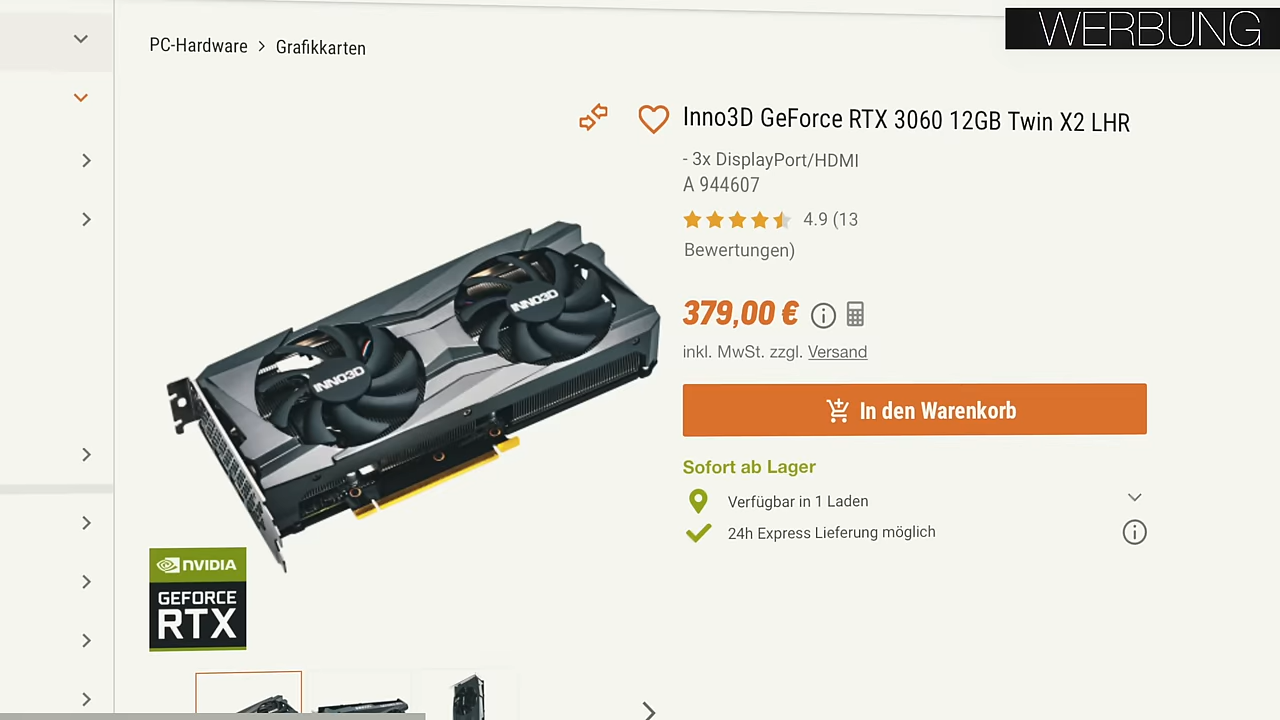 WERBUNG
PC-Hardware > Grafikkarten
Inno3D GeForce RTX 3060 12GB Twin X2 LHR
- 3x DisplayPort/HDMI
A 944607
4.9 (13
Bewertungen)
379,00 €
inkl. MwSt. zzgl. Versand
In den Warenkorb
Sofort ab Lager
Verfügbar in 1 Laden
24h Express Lieferung möglich
INNO3D
INNO3D
NVIDIA
GEFORCE
RTX